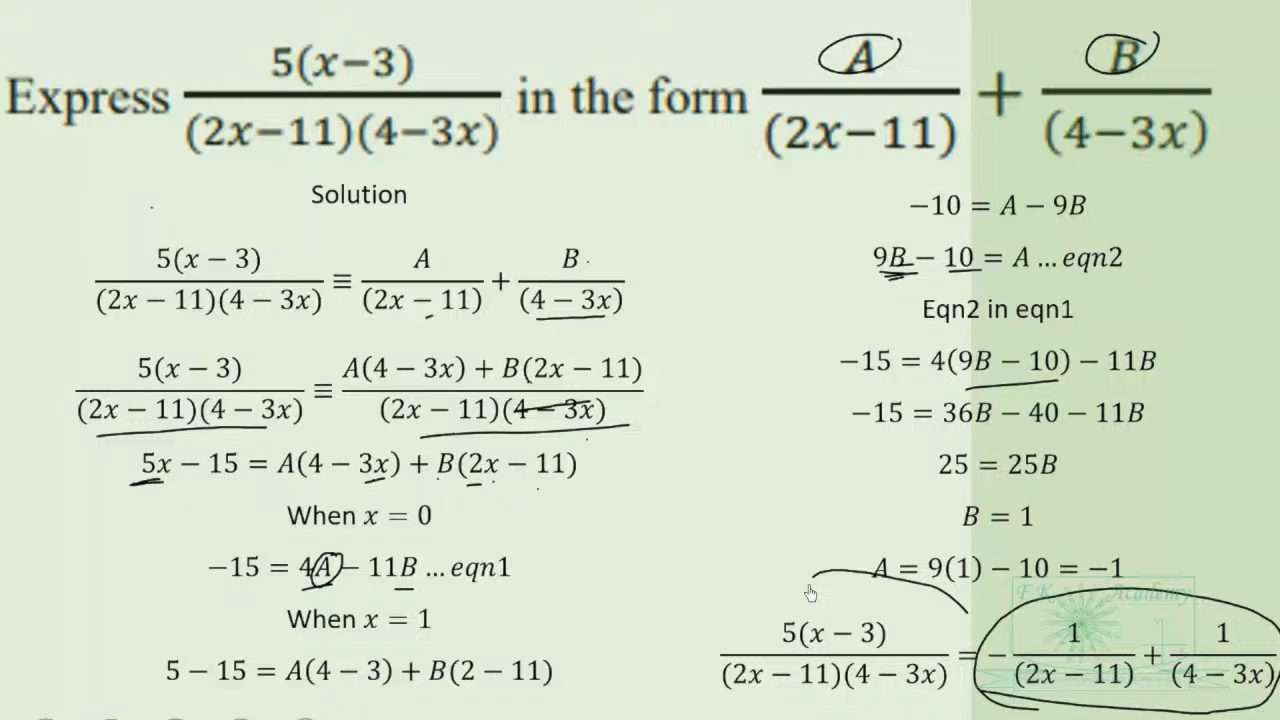 Express 5(x−3)/(2x−11)(4−3x) in the form A/(2x−11) + B/(4−3x)
Solution
5(x − 3)/(2x − 11)(4 − 3x) ≡ A/(2x − 11) + B/(4 − 3x)
5(x − 3)/(2x − 11)(4 − 3x) ≡ A(4 − 3x) + B(2x − 11)/(2x − 11)(4 − 3x)
5x − 15 = A(4 − 3x) + B(2x − 11)
When x = 0
−15 = 4A − 11B … eqn1
When x = 1
5 − 15 = A(4 − 3) + B(2 − 11)
−10 = A − 9B
9B − 10 = A … eqn2
Eqn2 in eqn1
−15 = 4(9B − 10) − 11B
−15 = 36B − 40 − 11B
25 = 25B
B = 1
A = 9(1) − 10 = −1
F K Academy
5(x − 3)/(2x − 11)(4 − 3x) = − 1/(2x − 11) + 1/(4 − 3x)